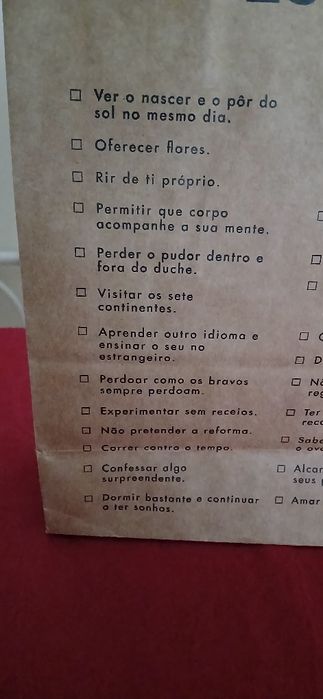 Ver o nascer e o pôr do
sol no mesmo dia.
Oferecer flores.
Rir de ti próprio.
Permitir que corpo
acompanhe a sua mente.
Perder o pudor dentro e
fora do duche.
Visitar os sete
continentes.
Aprender outro idioma e
ensinar o seu no
estrangeiro.
Perdoar como os bravos
sempre perdoam.
Experimentar sem receios.
Não pretender a reforma.
Correr contra o tempo.
Confessar algo
surpreendente.
Dormir bastante e continuar
a ter sonhos.
Ter
Sabe
Alcar
seus
Amar